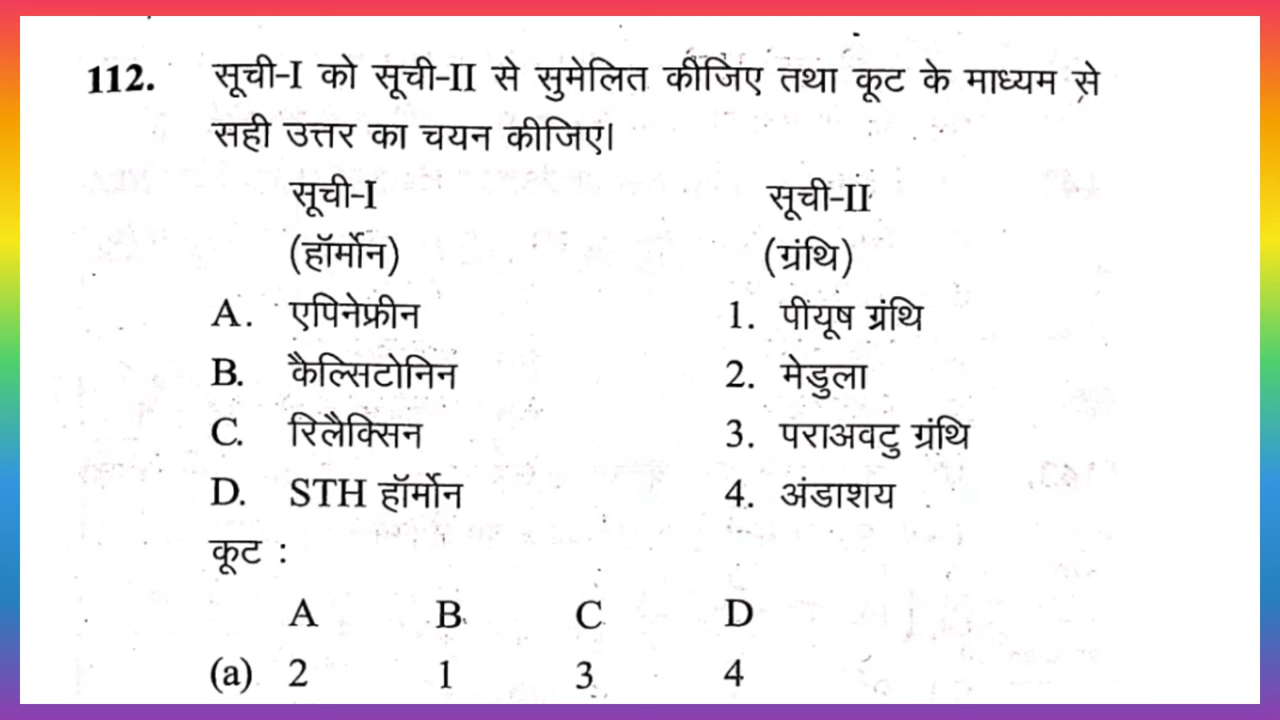 112. सूची-I को सूची-II से सुमेलित कीजिए तथा कूट के माध्यम से
सही उत्तर का चयन कीजिए।
सूची-I सूची-II
(हॉर्मोन) (ग्रंथि)
A. एपिनेफ्रीन 1. पीयूष ग्रंथि
B. कैल्सिटोनिन 2. मेडुला
C. रिलैक्सिन 3. पराअवटु ग्रंथि
D. STH हॉर्मोन 4. अंडाशय
कूट :
A B C D
(a) 2 1 3 4